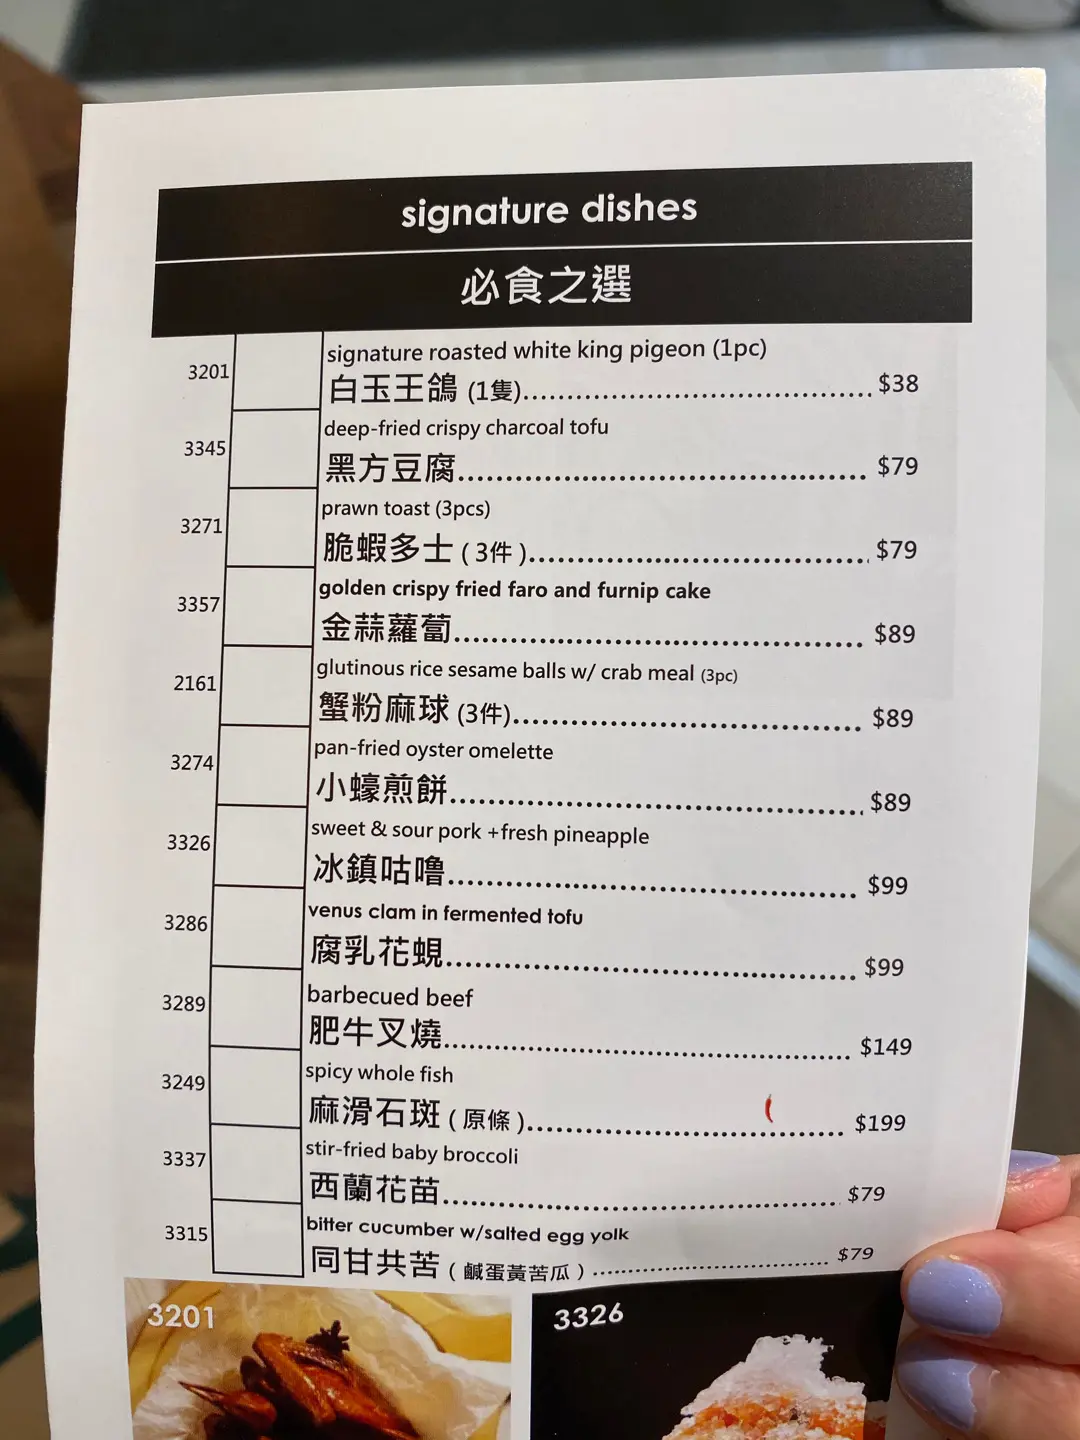 signature dishes
必食之選
signature roasted white king pigeon (1pc)
3201 白玉王鴿 (1隻)........................................ $38
deep-fried crispy charcoal tofu
3345 黑方豆腐........................................ $79
prawn toast (3pcs)
3271 脆蝦多士 ( 3件 )........................................ $79
golden crispy fried faro and furnip cake
3357 金蒜蘿蔔........................................ $89
glutinous rice sesame balls w/ crab meal (3pc)
2161 蟹粉麻球 (3件)........................................ $89
pan-fried oyster omelette
3274 小蠔煎餅........................................ $89
sweet & sour pork +fresh pineapple
3326 冰鎮咕嚕........................................ $99
venus clam in fermented tofu
3286 腐乳花蜆........................................ $99
barbecued beef
3289 肥牛叉燒........................................ $149
spicy whole fish
3249 麻滑石斑 ( 原條 )........................................ $199
stir-fried baby broccoli
3337 西蘭花苗........................................ $79
bitter cucumber w/salted egg yolk
3315 同甘共苦 ( 鹹蛋黃苦瓜 )........................................ $79
3201 3326